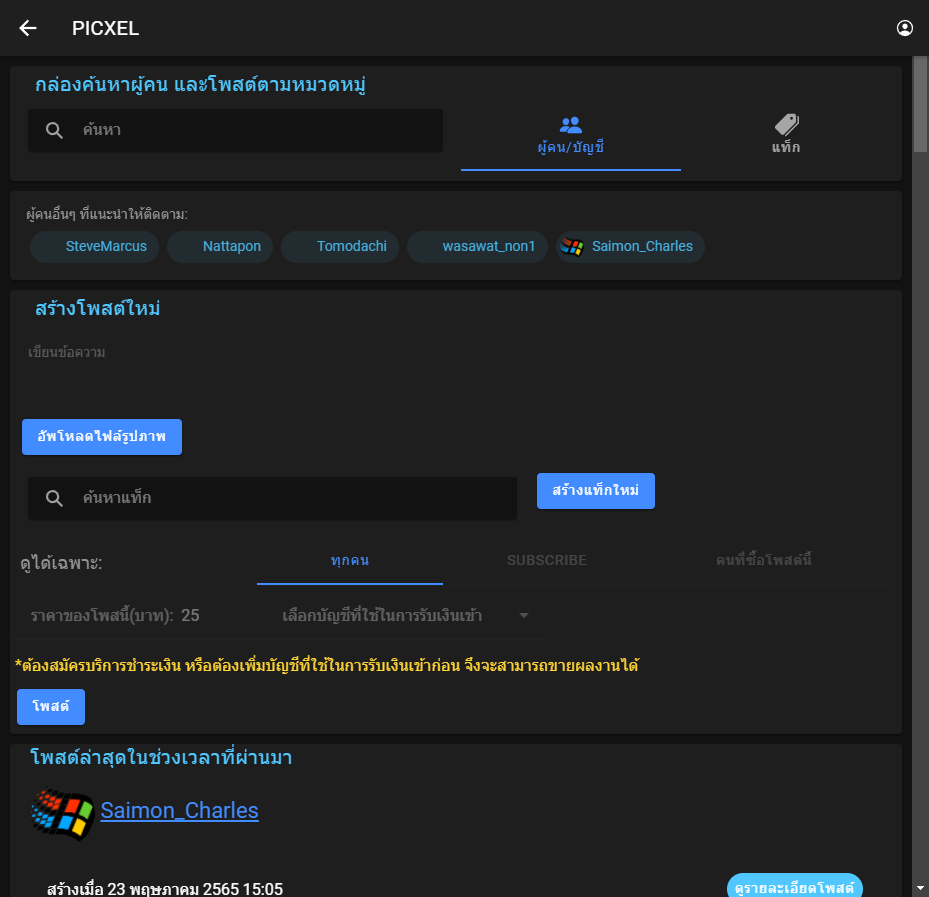 PICXEL
กล่องค้นหาผู้คน และโพสต์ตามหมวดหมู่
ค้นหา
ผู้คน/บัญชี
แท็ก
ผู้คนอื่นๆ ที่แนะนำให้ติดตาม:
SteveMarcus Nattapon Tomodachi wasawat_non1 Saimon_Charles
สร้างโพสต์ใหม่
เขียนข้อความ
อัพโหลดไฟล์รูปภาพ
ค้นหาแท็ก
สร้างแท็กใหม่
ดูได้เฉพาะ: ทุกคน SUBSCRIBE คนที่ซื้อโพสต์นี้
ราคาของโพสนี้(บาท): 25 เลือกบัญชีที่ใช้ในการรับเงินเข้า
*ต้องสมัครบริการชำระเงิน หรือต้องเพิ่มบัญชีที่ใช้ในการรับเงินเข้าก่อน จึงจะสามารถขายผลงานได้
โพสต์
โพสต์ล่าสุดในช่วงเวลาที่ผ่านมา
Saimon_Charles
สร้างเมื่อ 23 พฤษภาคม 2565 15:05
ดูรายละเอียดโพสต์